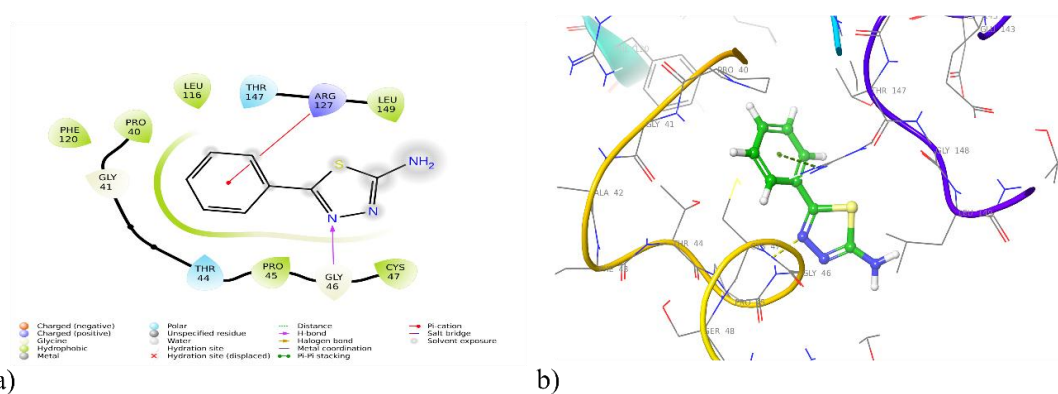 LEU
116
THR
147
ARG
127
LEU
149
PHE
120
PRO
40
GLY
41
NH₂
S
N
N
THR
44
PRO
45
GLY
46
CYS
47
Charged (negative)
Charged (positive)
Glycine
Hydrophobic
Metal
Polar
Unspecified residue
Water
Hydration site
Hydration site (displaced)
Distance
H-bond
Halogen bond
Metal coordination
Pi-Pi stacking
Pi-cation
Salt bridge
Solvent exposure
a)
b)
PRO 40
GLY 41
ALA 42
THR 44
GLY 46
SER 48
THR 147
GLY 148